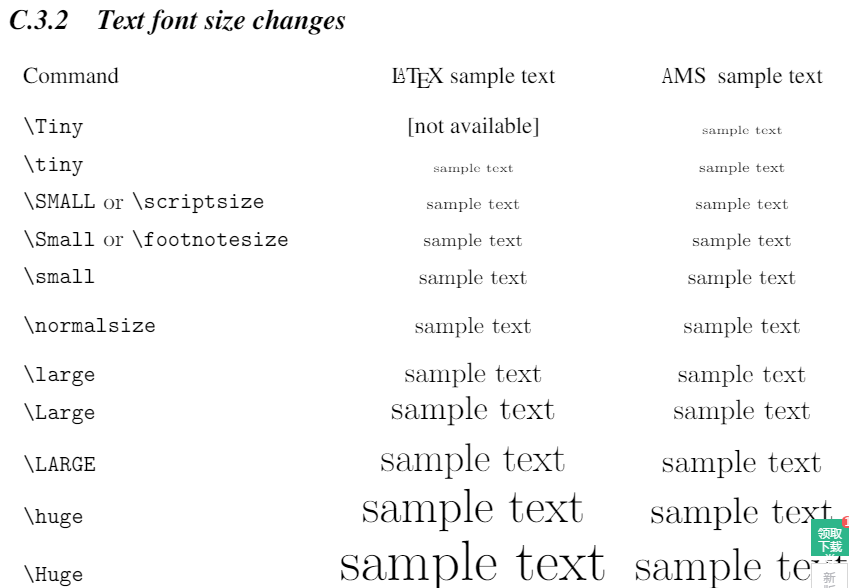 C.3.2 Text font size changes
Command LATEX sample text AMS sample text
\Tiny [not available] sample text
\tiny sample text sample text
\SMALL or \scriptsize sample text sample text
\Small or \footnotesize sample text sample text
\small sample text sample text
\normalsize sample text sample text
\large sample text sample text
\Large sample text sample text
\LARGE sample text sample text
\huge sample text sample text
\Huge sample text sample te
领取
下载
新